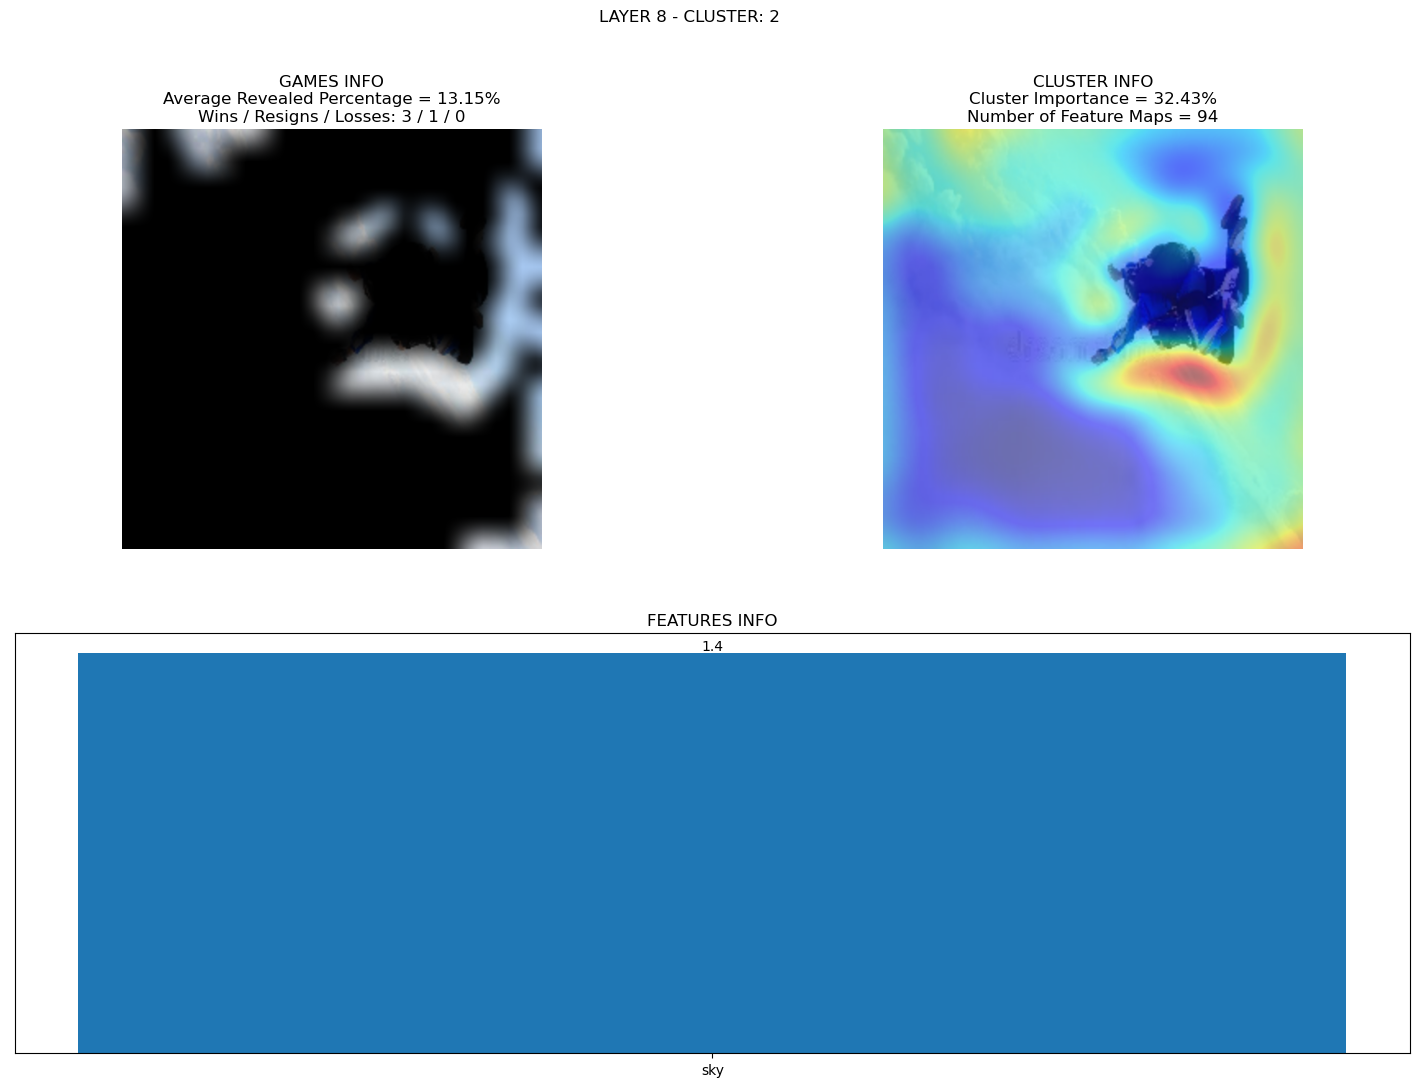 LAYER 8 - CLUSTER: 2
GAMES INFO
Average Revealed Percentage = 13.15%
Wins / Resigns / Losses: 3 / 1 / 0
CLUSTER INFO
Cluster Importance = 32.43%
Number of Feature Maps = 94
FEATURES INFO
1.4
sky